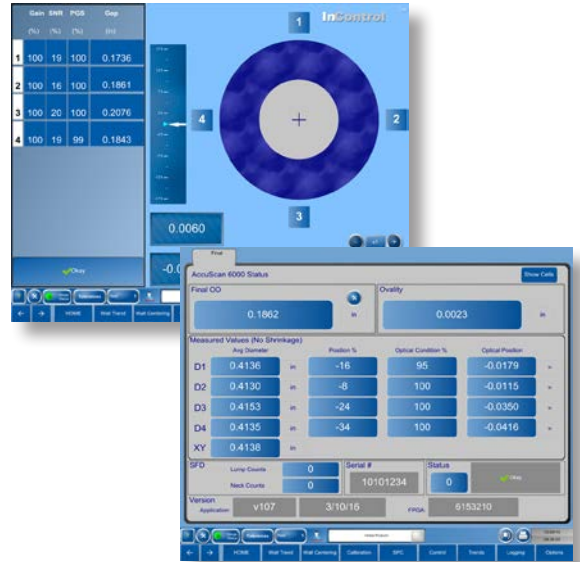 Gain SNR PGS Gap
(%) (%) (%) (in)
1 100 19 100 0.1736
2 100 16 100 0.1861
3 100 20 100 0.2076
4 100 19 99 0.1843
InControl
1
2
3
4
0.0060
-0.0
Okay
HOME Wall Trend Wall Centering
Final
AccuScan 6000 Status
Show Cells
Final OD
0.1862 in
Ovality
0.0023 in
Measured Values (No Shrinkage)
Avg Diameter Position % Optical Condition % Optical Position
D1 0.4136 in -16 95 -0.0179
D2 0.4130 in -8 100 -0.0115
D3 0.4153 in -24 100 -0.0350
D4 0.4135 in -34 100 -0.0416
XY 0.4138 in
SFD
Lump Counts 0
Neck Counts 0
Serial #
10101234
Status
0 Okay
Version
Application v107 3/10/16 FPGA 6153210
Tolerances
HOME Wall Trend Wall Centering Calibration SPC Control Trends Logging Options